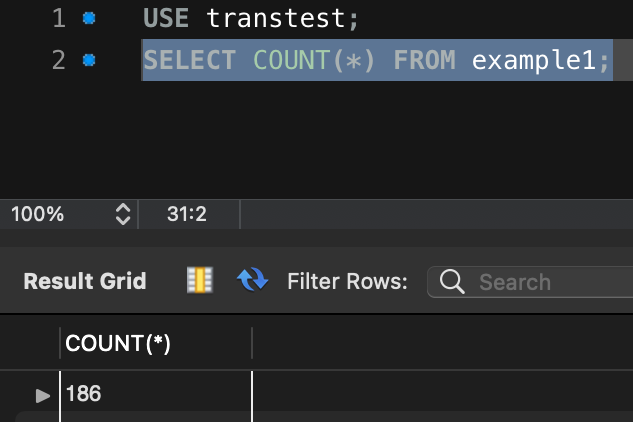 1 USE transtest;
2 SELECT COUNT(*) FROM example1;
100% 31:2
Result Grid Filter Rows: Search
COUNT(*)
186